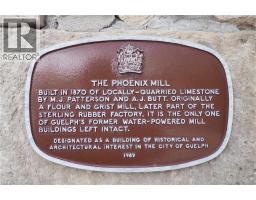 REALTOR
THE PHOENIX MILL
BUILT IN 1870 OF LOCALLY-QUARRIED LIMESTONE
BY M.J. PATTERSON AND A.J. BUTT. ORIGINALLY
A FLOUR AND GRIST MILL, LATER PART OF THE
STERLING RUBBER FACTORY, IT IS THE ONLY ONE
OF GUELPH'S FORMER WATER-POWERED MILL
BUILDINGS LEFT INTACT.
DESIGNATED AS A BUILDING OF HISTORICAL AND
ARCHITECTURAL INTEREST IN THE CITY OF GUELPH
1989